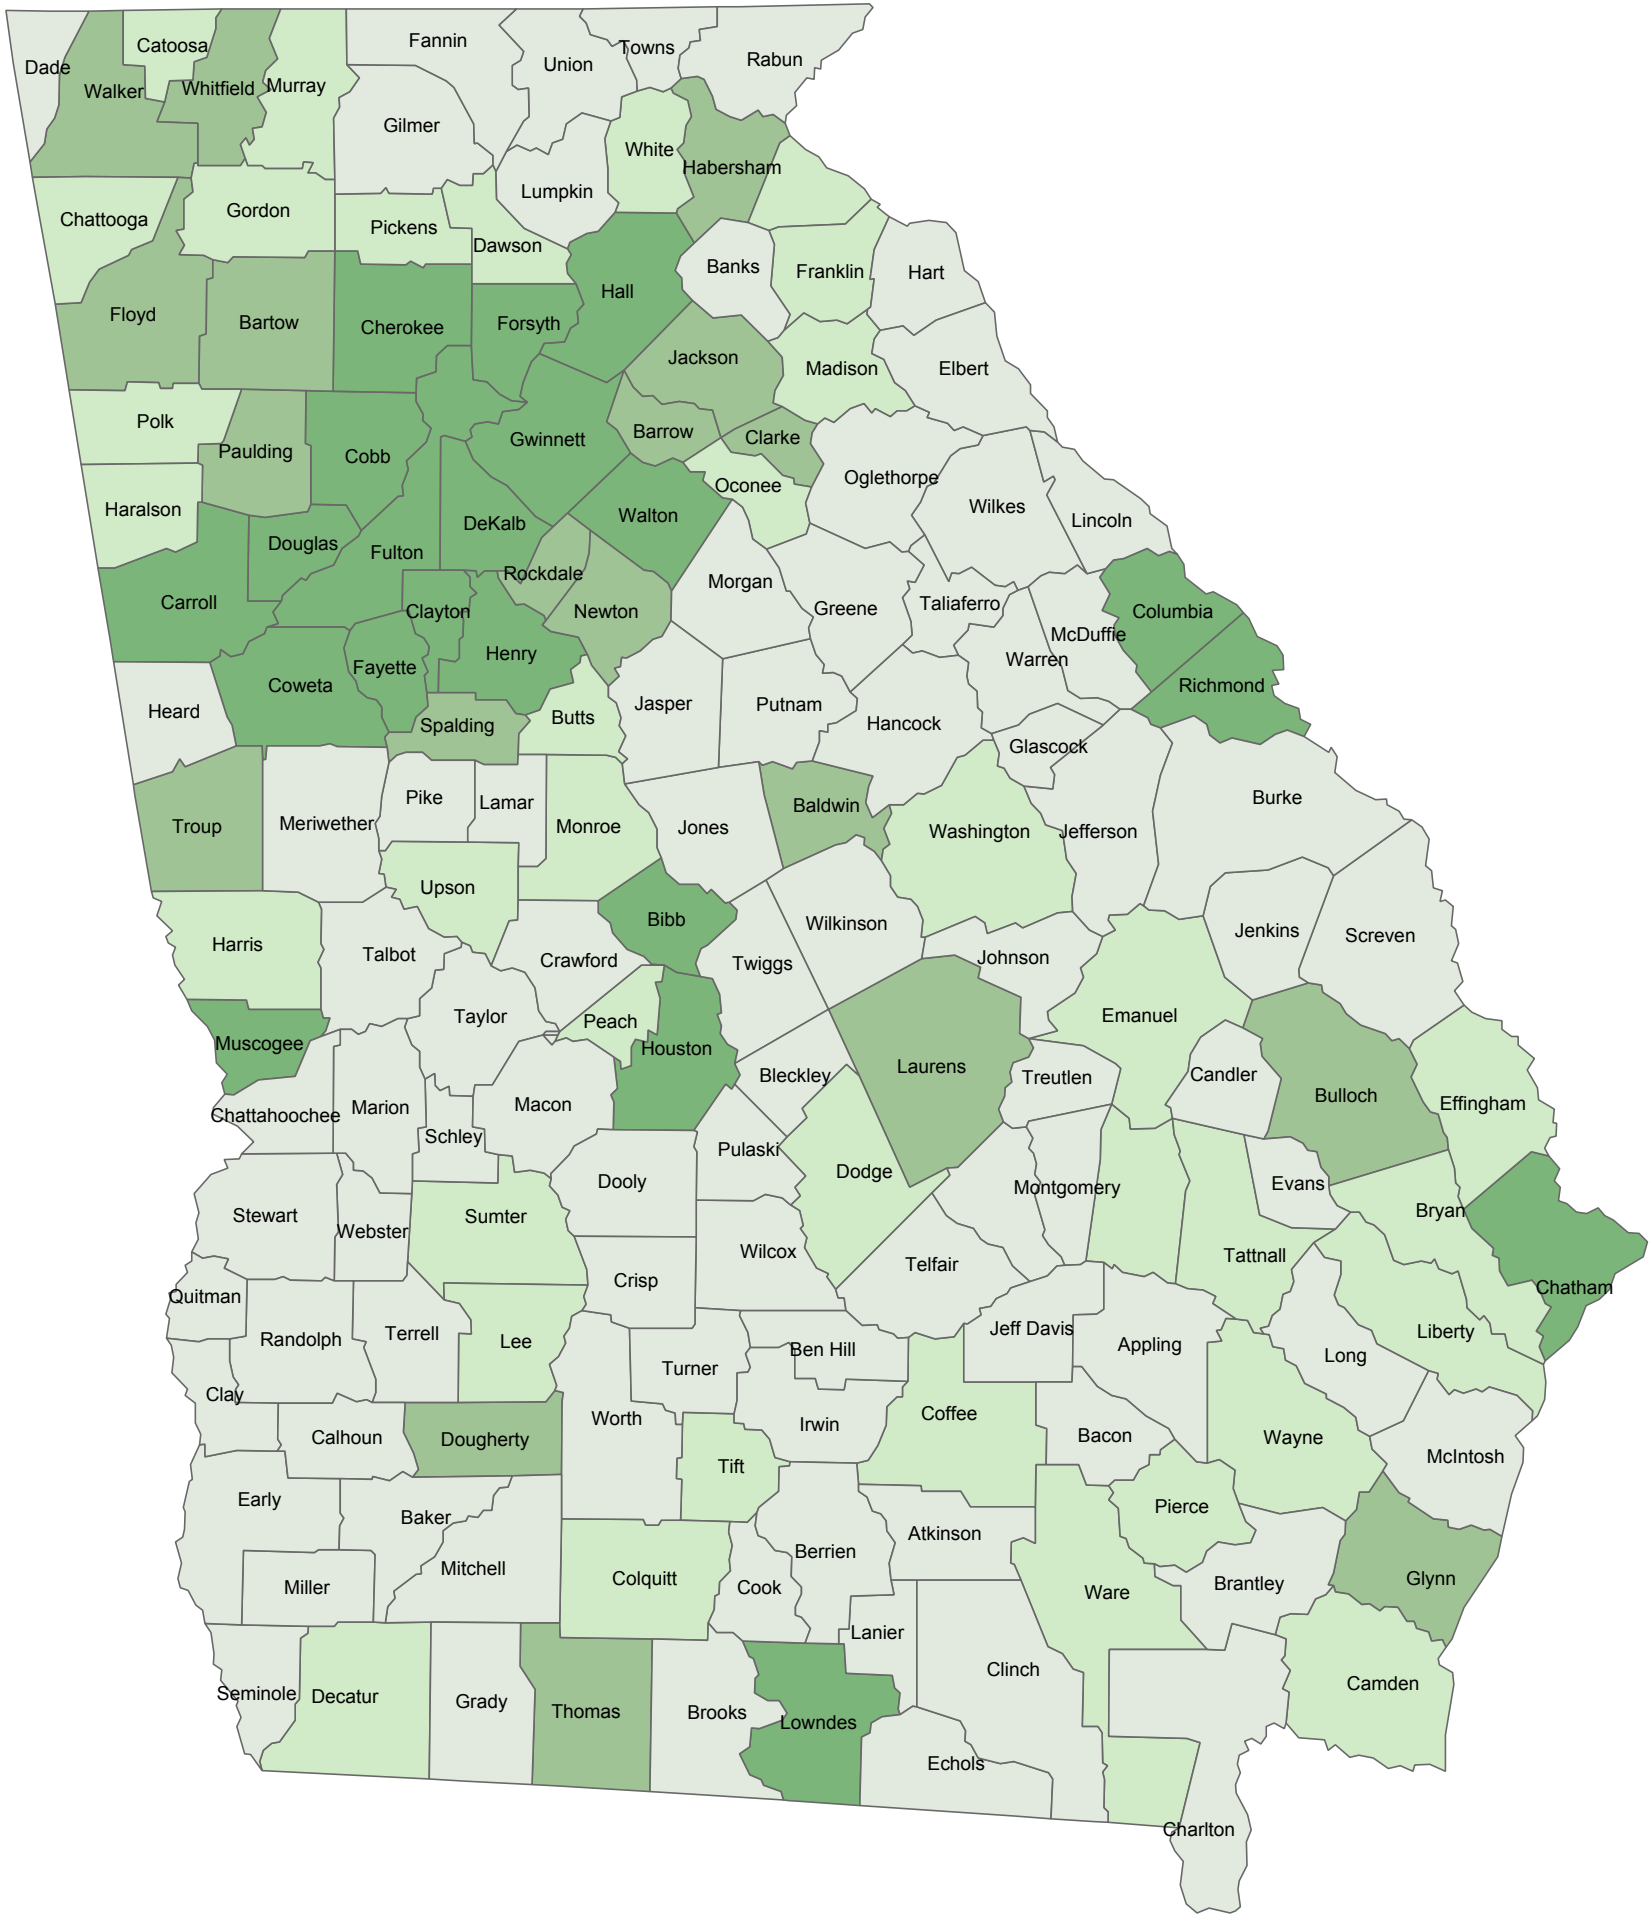 Fannin
Catoosa
Towns
Rabun
Union
Dade
Murray
Whitfield
Walker
Gilmer
White
Habersham
Lumpkin
Gordon
Chattooga
Pickens
Dawson
Banks
Franklin
Hart
Hall
Floyd
Bartow
Cherokee
Forsyth
Jackson
Madison
Elbert
Polk
Barrow
Clarke
Gwinnett
Paulding
Cobb
Oglethorpe
Oconee
Wilkes
Haralson
Walton
Lincoln
DeKalb
Douglas
Fulton
Rockdale
Morgan
Carroll
Taliaferro
Greene
Clayton
Newton
Columbia
McDuffie
Henry
Warren
Fayette
Coweta
Richmond
Jasper
Putnam
Heard
Butts
Hancock
Spalding
Glascock
Pike
Burke
Lamar
Baldwin
Meriwether
Troup
Monroe
Jones
Washington
Jefferson
Upson
Bibb
Wilkinson
Jenkins
Screven
Harris
Talbot
Johnson
Crawford
Twiggs
Emanuel
Taylor
Peach
Muscogee
Houston
Laurens
Bleckley
Treutlen
Candler
Bulloch
Effingham
Macon
Marion
Chattahoochee
Schley
Pulaski
Dodge
Dooly
Evans
Montgomery
Bryan
Stewart
Sumter
Webster
Wilcox
Tattnall
Telfair
Crisp
Chatham
Quitman
Jeff Davis
Liberty
Terrell
Randolph
Lee
Appling
Ben Hill
Long
Turner
Clay
Coffee
Worth
Irwin
Bacon
Calhoun
Dougherty
Wayne
McIntosh
Tift
Early
Pierce
Baker
Atkinson
Berrien
Mitchell
Colquitt
Glynn
Brantley
Miller
Cook
Ware
Lanier
Clinch
Camden
Seminole
Decatur
Grady
Thomas
Brooks
Lowndes
Echols
Charlton